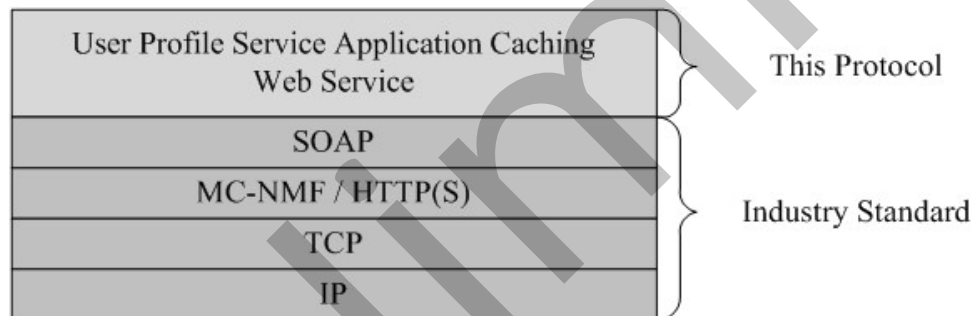 User Profile Service Application Caching
Web Service
This Protocol
SOAP
MC-NMF / HTTP(S)
Industry Standard
TCP
IP